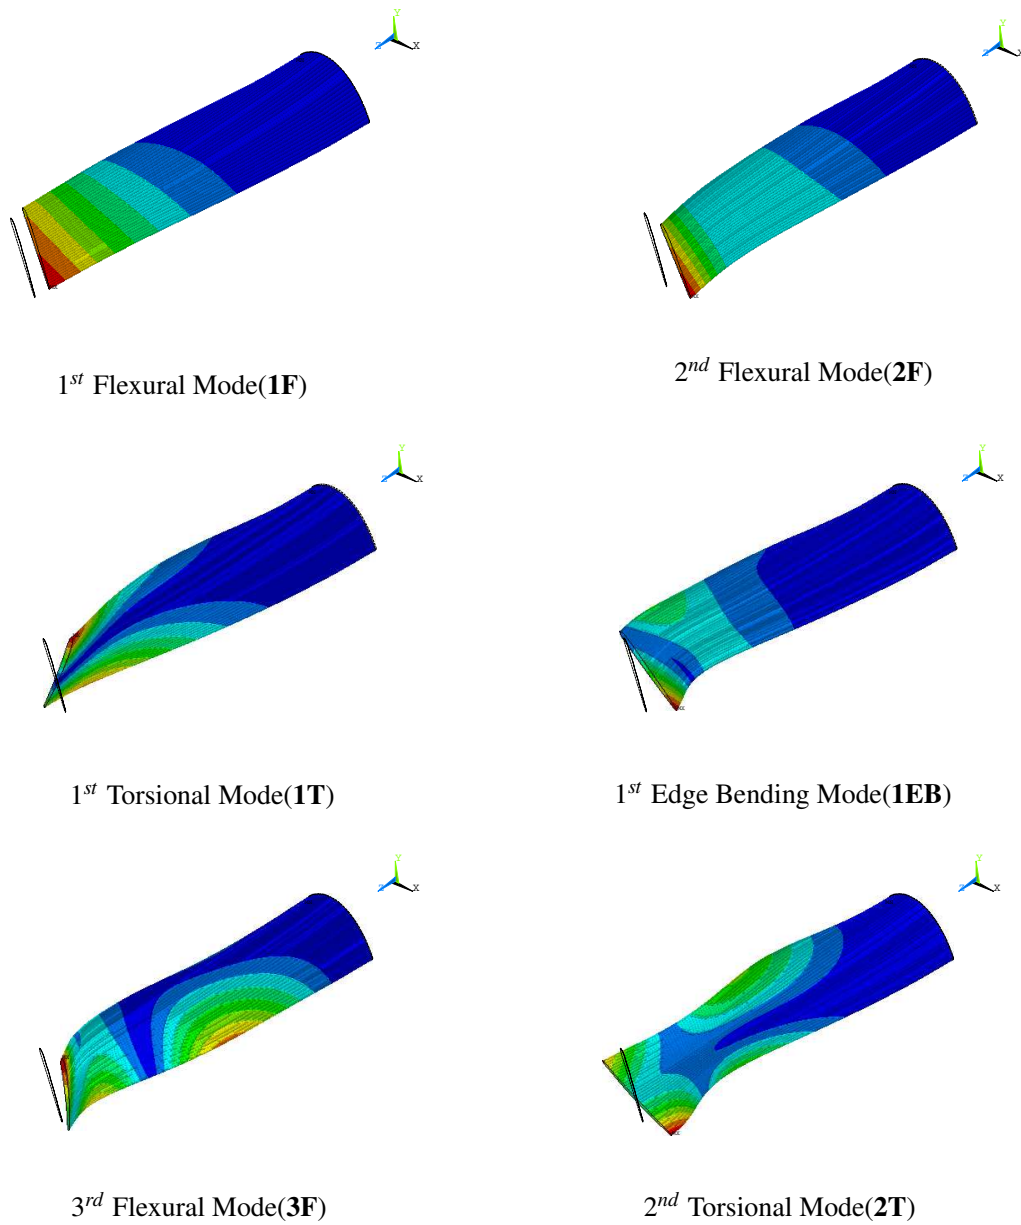 Y
Z X
Y
Z X
1st Flexural Mode(1F)
2nd Flexural Mode(2F)
Y
Z X
Y
Z X
1st Torsional Mode(1T)
1st Edge Bending Mode(1EB)
Y
Z X
Y
Z X
3rd Flexural Mode(3F)
2nd Torsional Mode(2T)